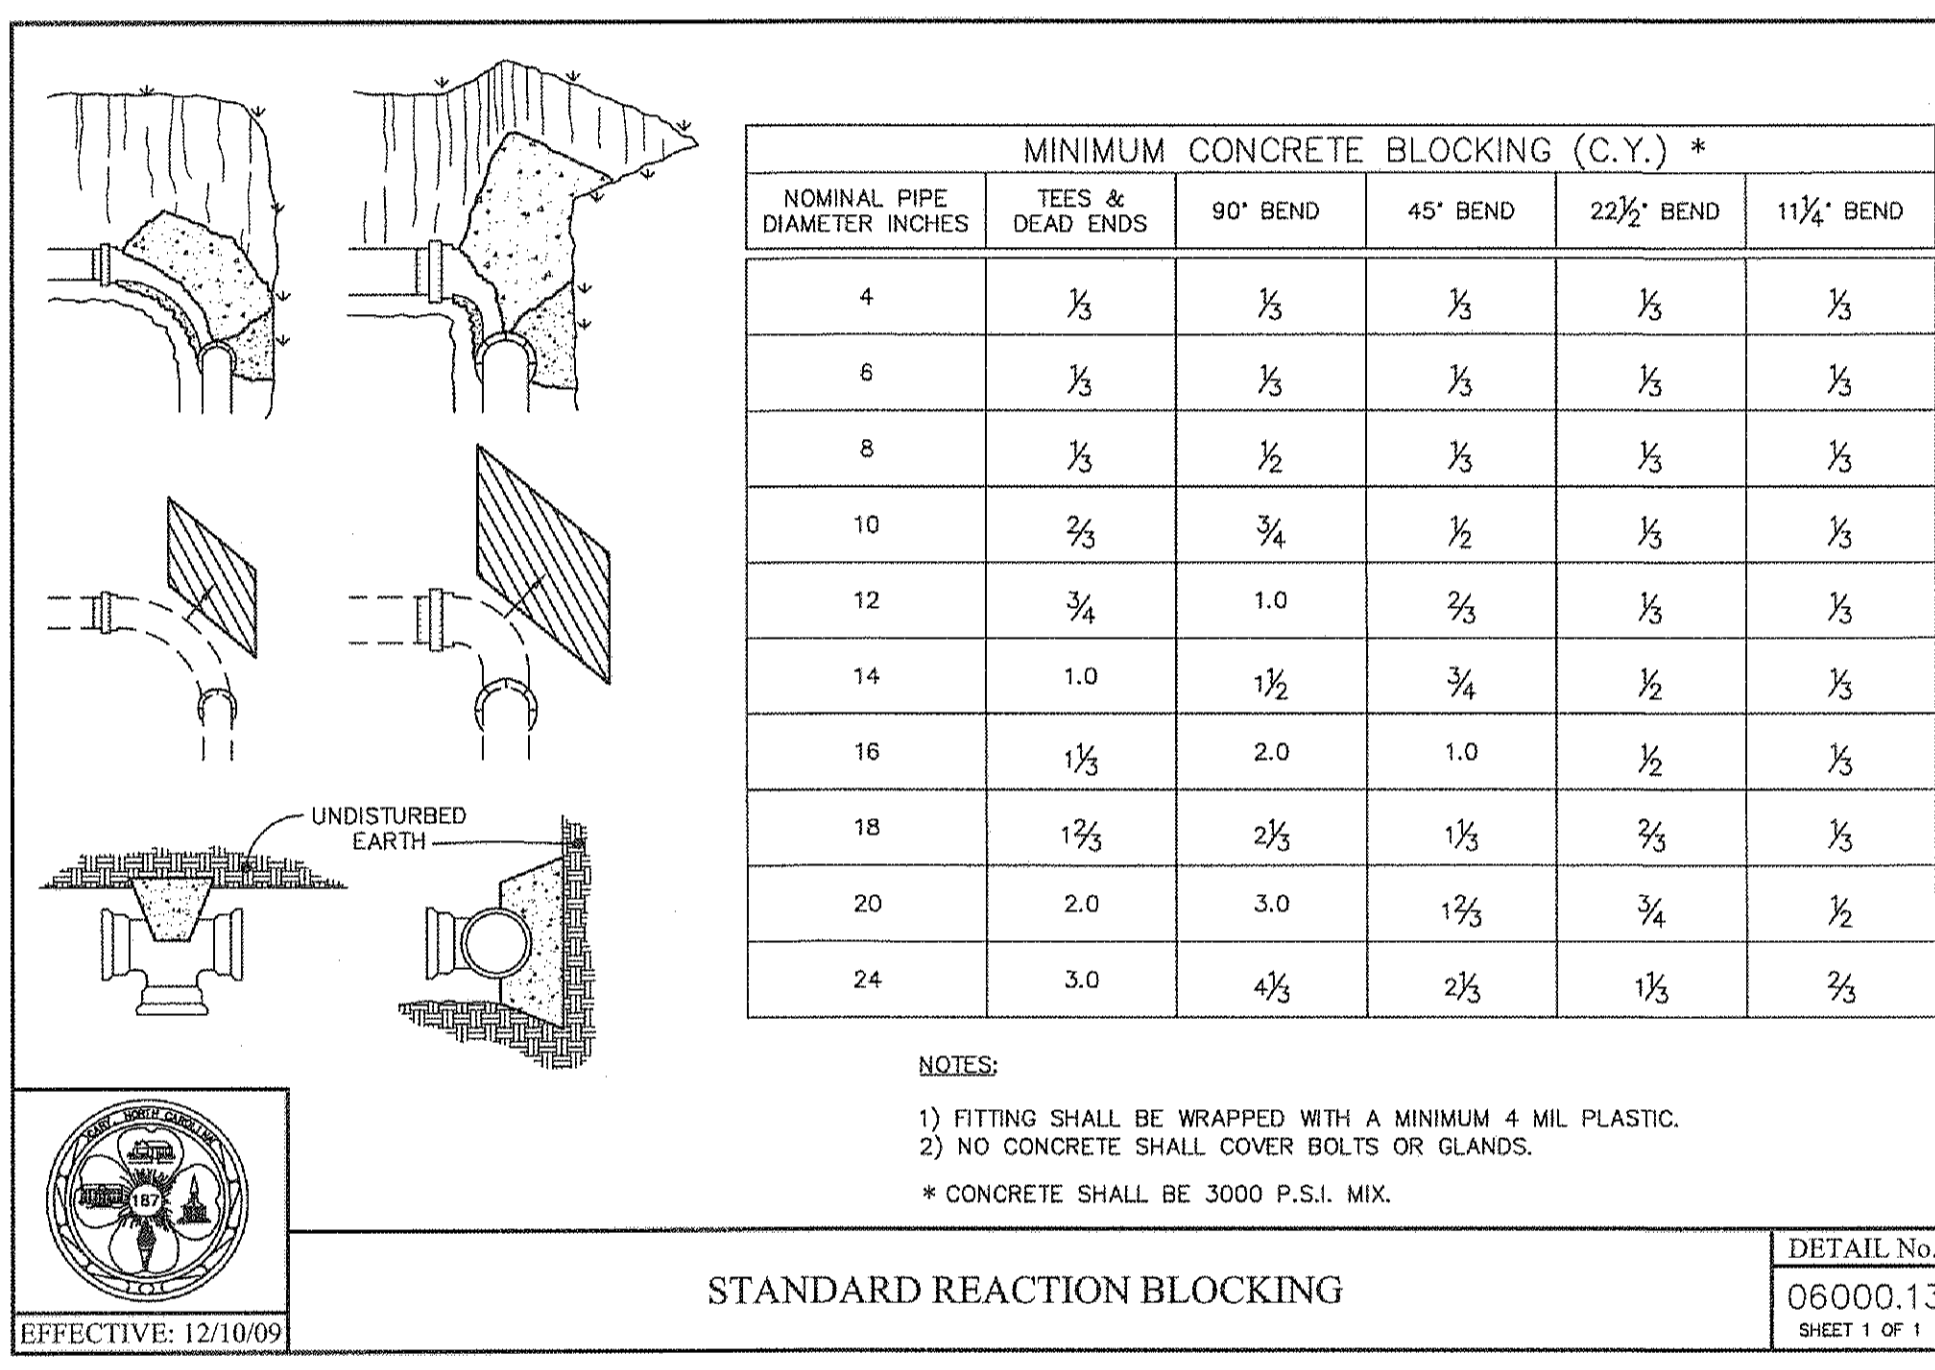 MINIMUM CONCRETE BLOCKING (C.Y.) *
NOMINAL PIPE DIAMETER INCHES TEES & DEAD ENDS 90° BEND 45° BEND 22½° BEND 11¼° BEND
4 ⅓ ⅓ ⅓ ⅓ ⅓
6 ⅓ ⅓ ⅓ ⅓ ⅓
8 ⅓ ½ ⅓ ⅓ ⅓
10 ⅔ ¾ ½ ⅓ ⅓
12 ¾ 1.0 ⅔ ⅓ ⅓
14 1.0 1½ ¾ ½ ⅓
16 1⅓ 2.0 1.0 ½ ⅓
18 1⅔ 2⅓ 1⅓ ⅔ ⅓
20 2.0 3.0 1⅔ ¾ ½
24 3.0 4⅓ 2⅓ 1⅓ ⅔
UNDISTURBED
EARTH
NOTES:
1) FITTING SHALL BE WRAPPED WITH A MINIMUM 4 MIL PLASTIC.
2) NO CONCRETE SHALL COVER BOLTS OR GLANDS.
* CONCRETE SHALL BE 3000 P.S.I. MIX.
CARY, NORTH CAROLINA
187
EFFECTIVE: 12/10/09
STANDARD REACTION BLOCKING
DETAIL No.
06000.13
SHEET 1 OF 1